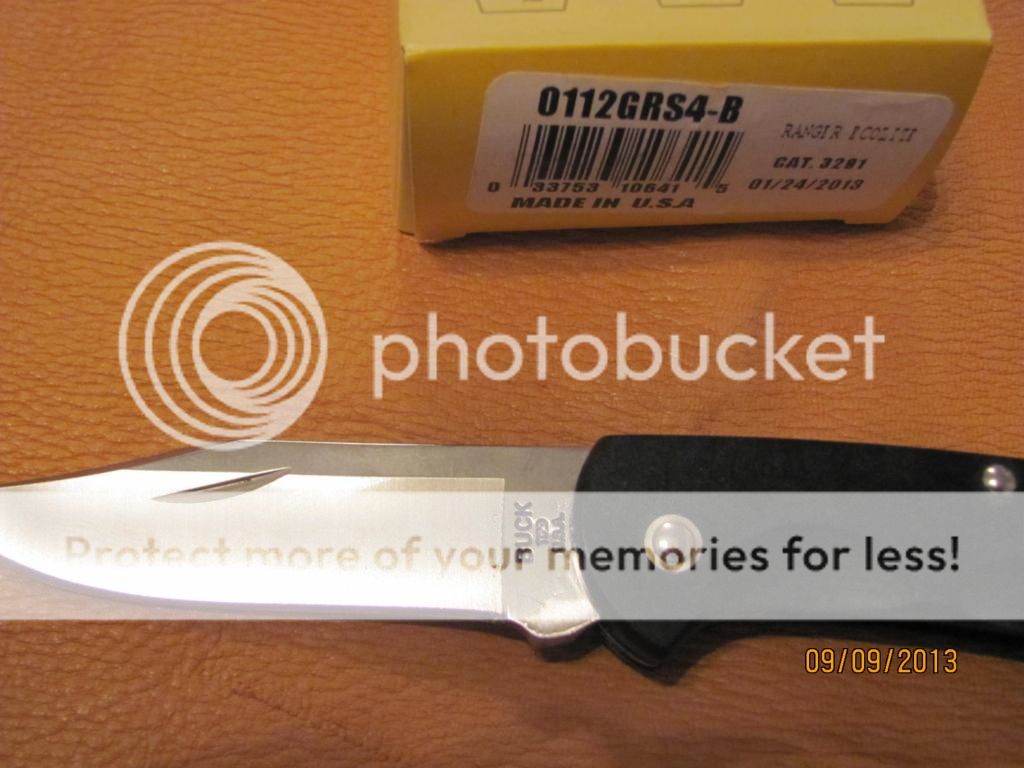 0112GRS4-B
0 33753 10641 5
MADE IN U.S.A
CAT. 3291
01/24/2013
photobucket
BUCK
U.S.A.
Protect more of your memories for less!
09/09/2013